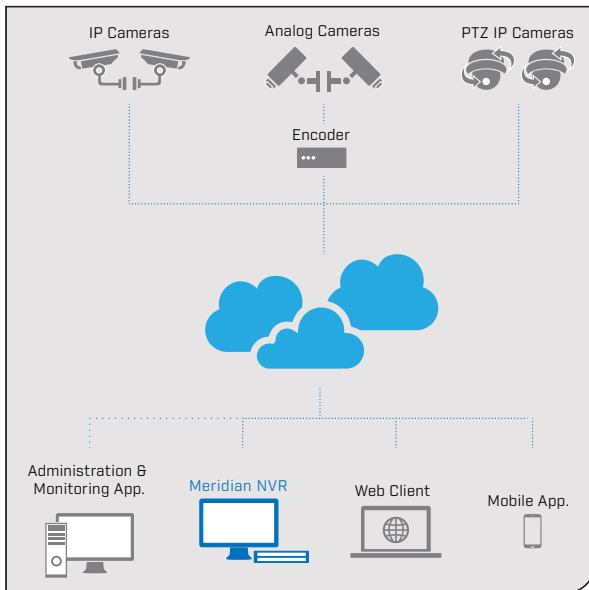 IP Cameras
Analog Cameras
PTZ IP Cameras
Encoder
Administration &
Monitoring App.
Meridian NVR
Web Client
Mobile App.